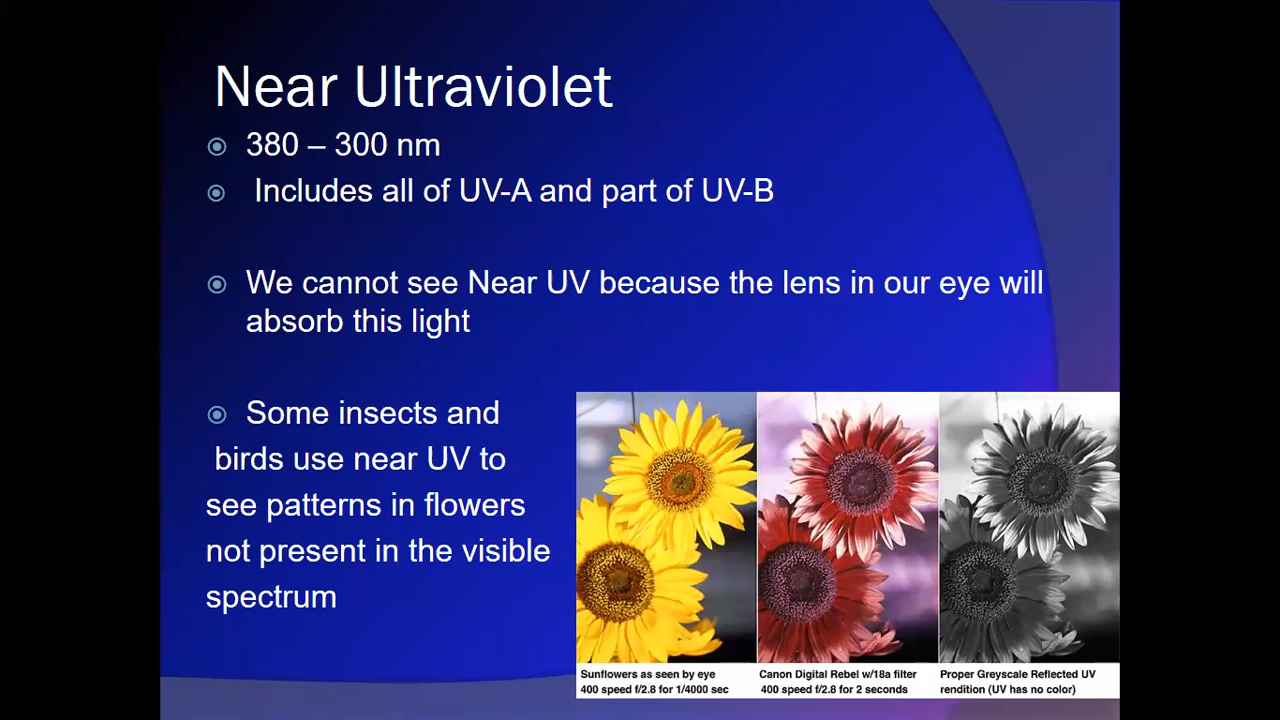 Near Ultraviolet
380 – 300 nm
Includes all of UV-A and part of UV-B
We cannot see Near UV because the lens in our eye will
absorb this light
Some insects and
birds use near UV to
see patterns in flowers
not present in the visible
spectrum
Sunflowers as seen by eye
400 speed f/2.8 for 1/4000 sec
Canon Digital Rebel w/18a filter
400 speed f/2.8 for 2 seconds
Proper Greyscale Reflected UV
rendition (UV has no color)